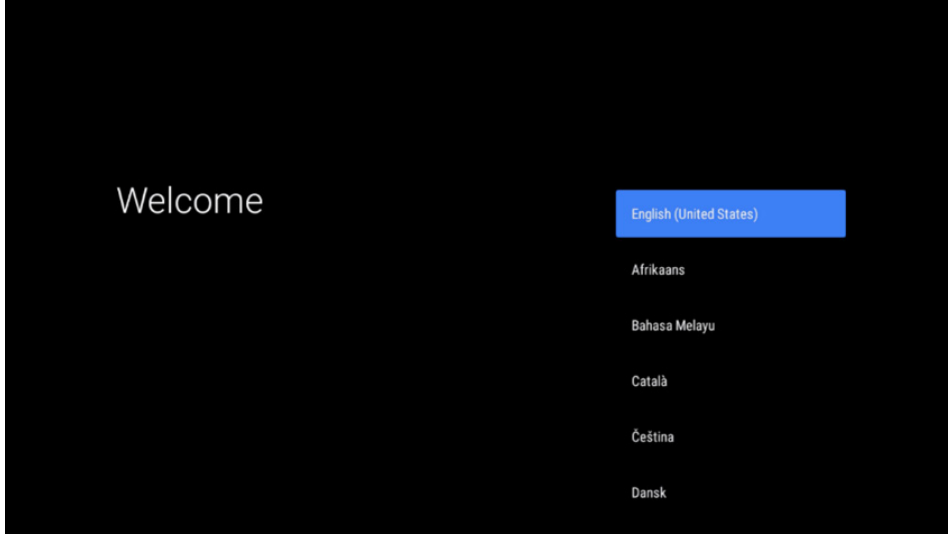 Welcome
English (United States)
Afrikaans
Bahasa Melayu
Català
Čeština
Dansk